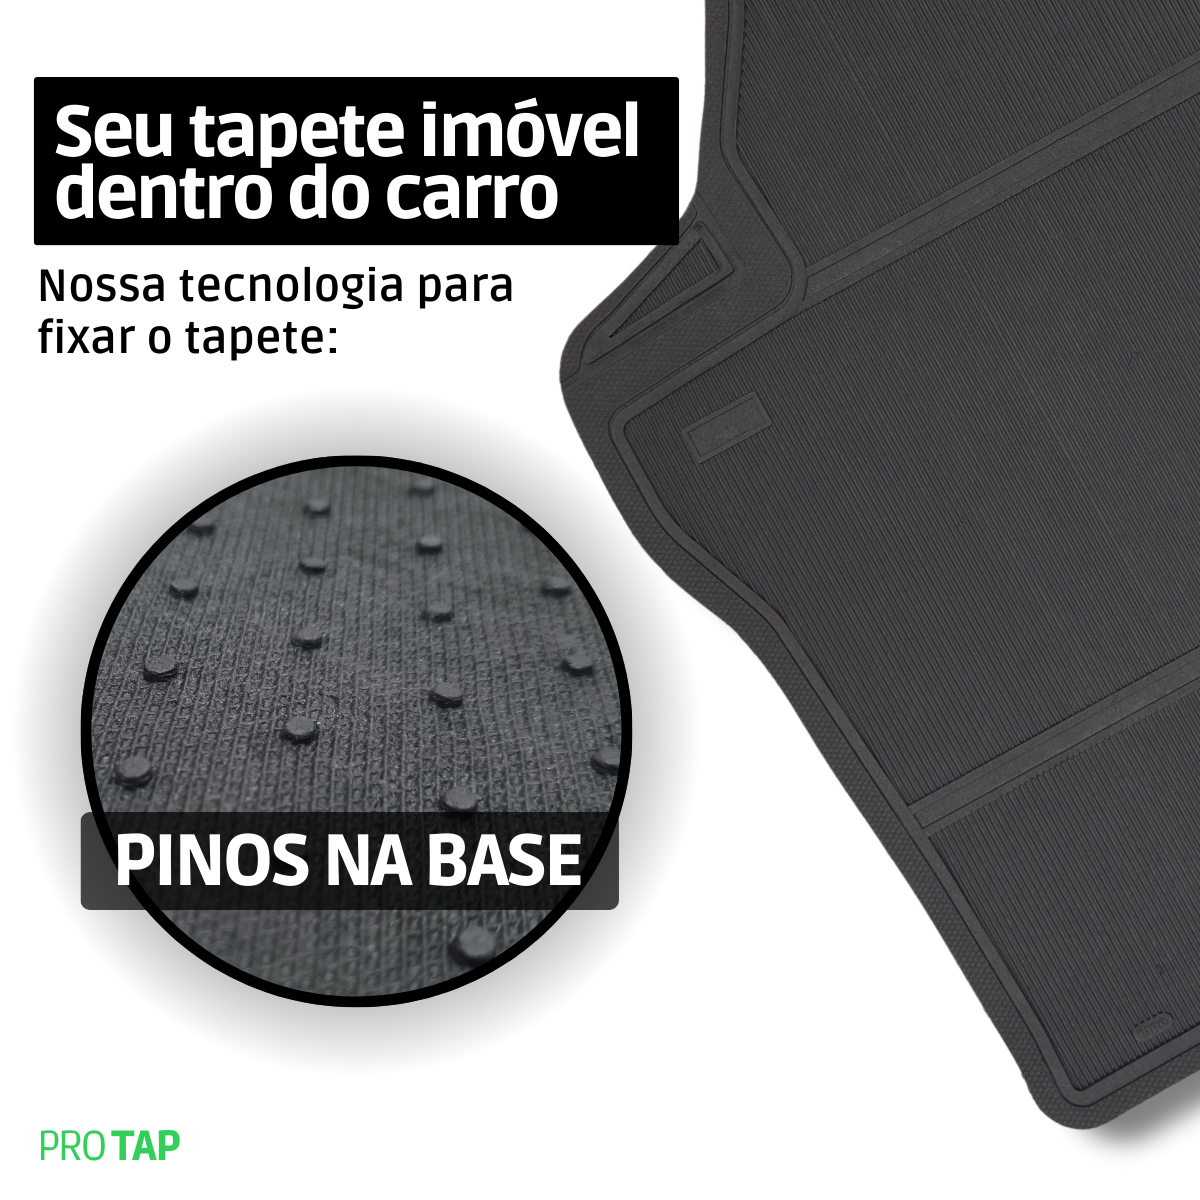 Seu tapete imóvel
dentro do carro
Nossa tecnologia para
fixar o tapete:
PINOS NA BASE
PRO TAP